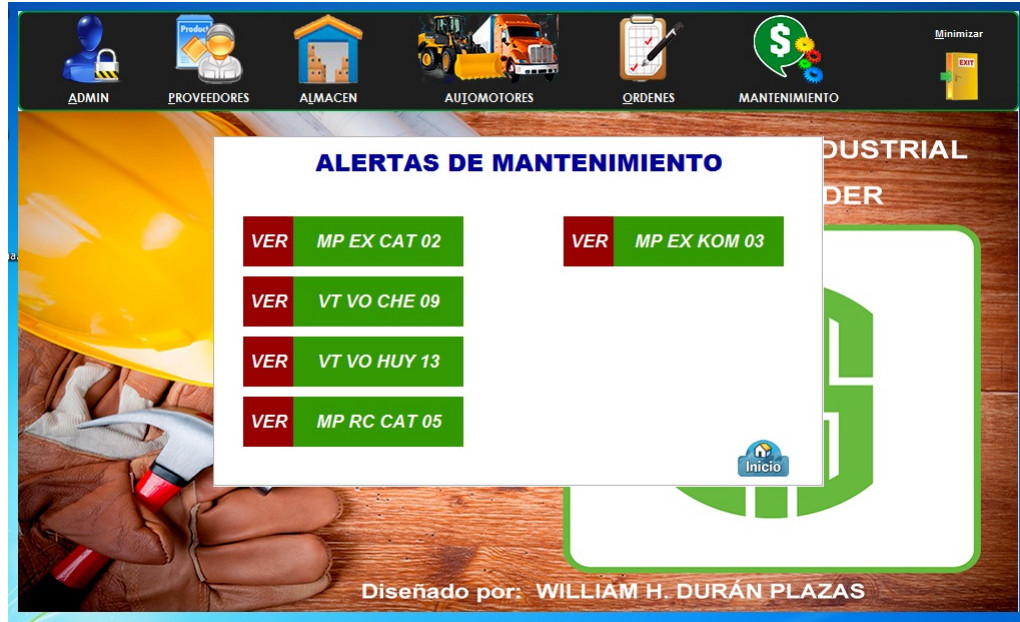 Product
EXIT
Minimizar
ADMIN
PROVEEDORES
ALMACEN
AUTOMOTORES
ORDENES
MANTENIMIENTO
DUSTRIAL
DER
ALERTAS DE MANTENIMIENTO
VER MP EX CAT 02
VER MP EX KOM 03
VER VT VO CHE 09
VER VT VO HUY 13
VER MP RC CAT 05
Inicio
Diseñado por: WILLIAM H. DURÁN PLAZAS